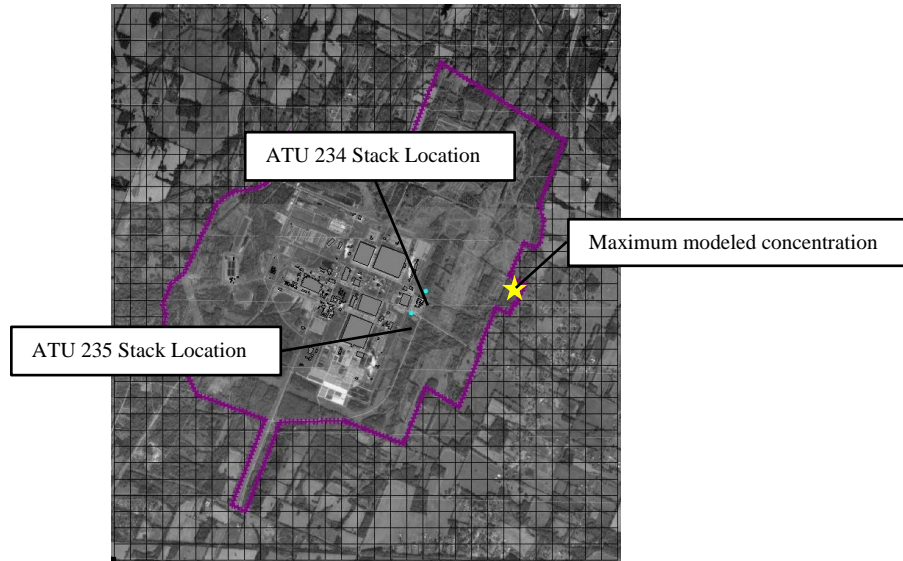 ATU 234 Stack Location
Maximum modeled concentration
ATU 235 Stack Location